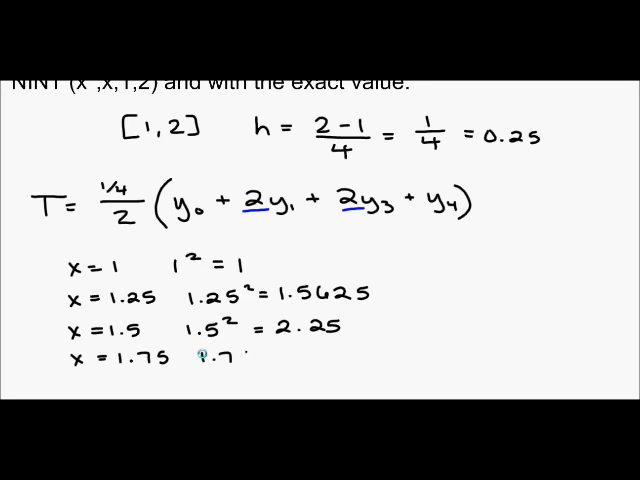 NINT (x ,x,1,2) and with the exact value.
[1,2] h = 2-1/4 = 1/4 = 0.25
T = 1/4/2 (y₀ + 2y₁ + 2y₃ + y₄)
x = 1 1² = 1
x = 1.25 1.25² = 1.5625
x = 1.5 1.5² = 2.25
x = 1.75 1.7